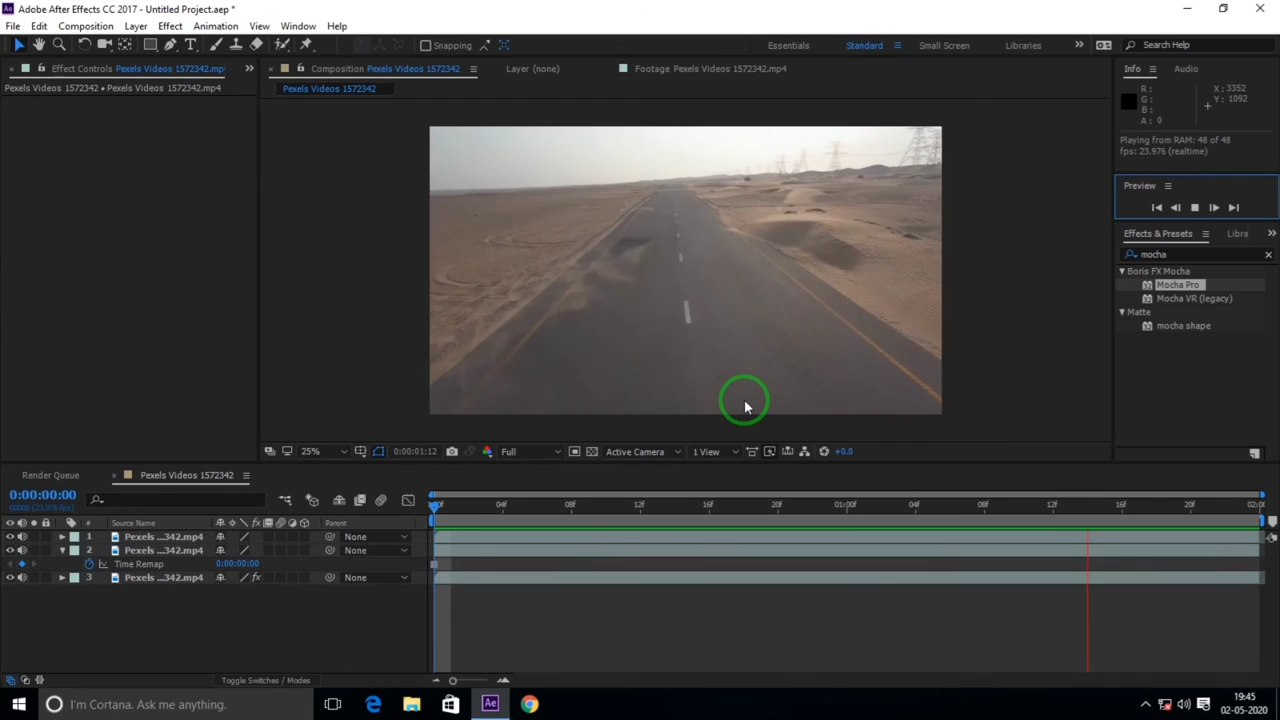 Adobe After Effects CC 2017 - Untitled Project.aep *
File Edit Composition Layer Effect Animation View Window Help
Snapping Essentials Standard Small Screen Libraries Search Help
Effect Controls Pexels Videos 1572342.mp Composition Pexels Videos 1572342 Layer (none) Footage Pexels Videos 1572342.mp4 Info Audio
Pexels Videos 1572342 • Pexels Videos 1572342.mp4 Pexels Videos 1572342
R : X : 3352
G : Y : 1092
B :
A : 0
Playing from RAM: 48 of 48
fps: 23.976 (realtime)
Preview
Effects & Presets Libra
mocha
Boris FX Mocha
Mocha Pro
Mocha VR (legacy)
Matte
mocha shape
25% 0:00:01:12 Full Active Camera 1 View +0.0
Render Queue Pexels Videos 1572342
0:00:00:00
00000 (23.976 fps)
04f 08f 12f 16f 20f 01:00f 04f 08f 12f 16f 20f 02:0
# Source Name Parent
1 Pexels ...342.mp4 None
2 Pexels ...342.mp4 None
Time Remap 0:00:00:00
3 Pexels ...342.mp4 None
Toggle Switches / Modes
I'm Cortana. Ask me anything. Ae 19:45
02-05-2020